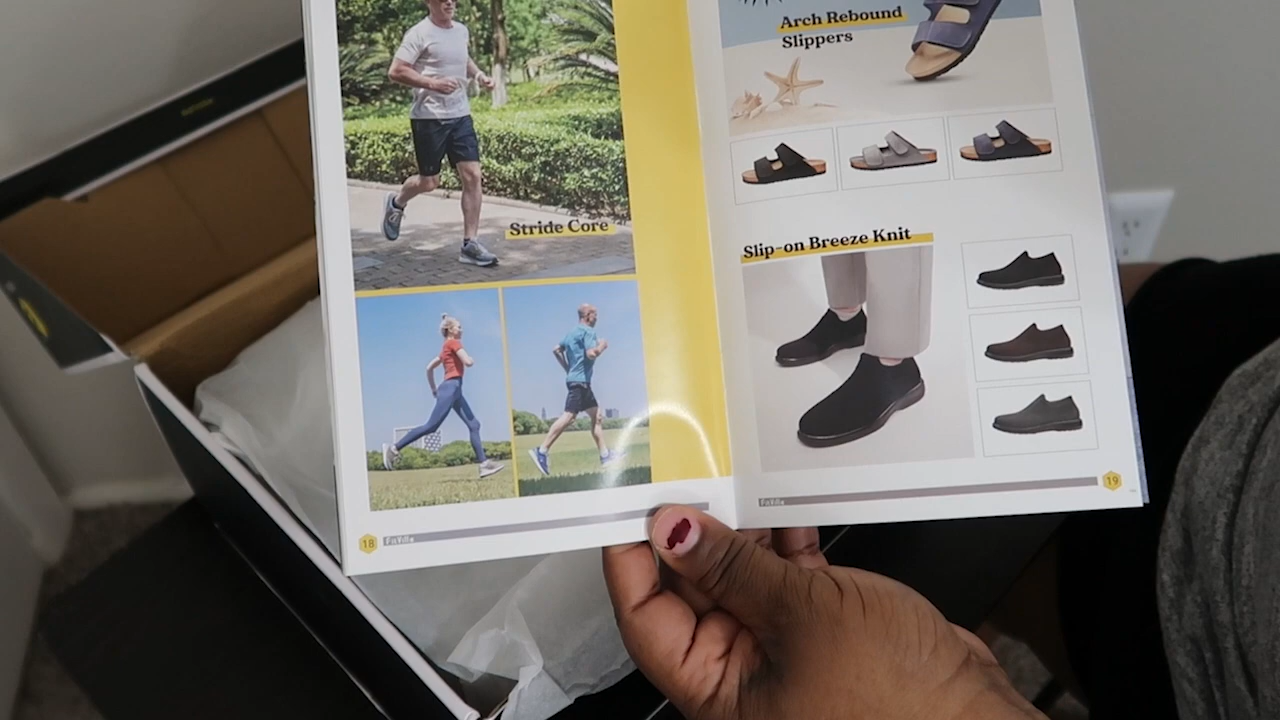 Stride Core
18
FitVille
Arch Rebound
Slippers
Slip-on Breeze Knit
FitVille
19